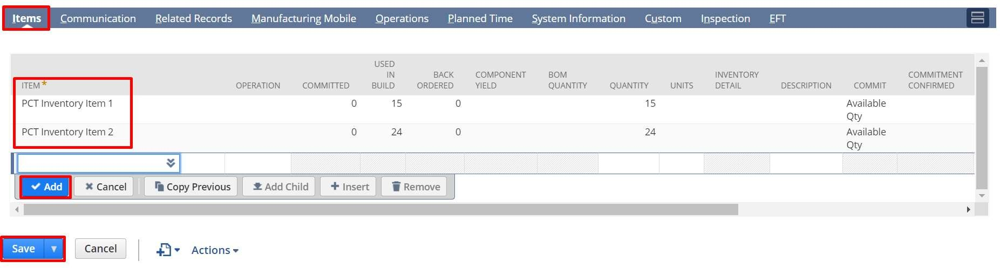 Items Communication Related Records Manufacturing Mobile Operations Planned Time System Information Custom Inspection EFT
ITEM* OPERATION COMMITTED USED IN BUILD BACK ORDERED COMPONENT YIELD BOM QUANTITY QUANTITY UNITS INVENTORY DETAIL DESCRIPTION COMMIT COMMITMENT CONFIRMED
PCT Inventory Item 1 0 15 0 15 Available Qty
PCT Inventory Item 2 0 24 0 24 Available Qty
Add Cancel Copy Previous Add Child Insert Remove
Save Cancel Actions